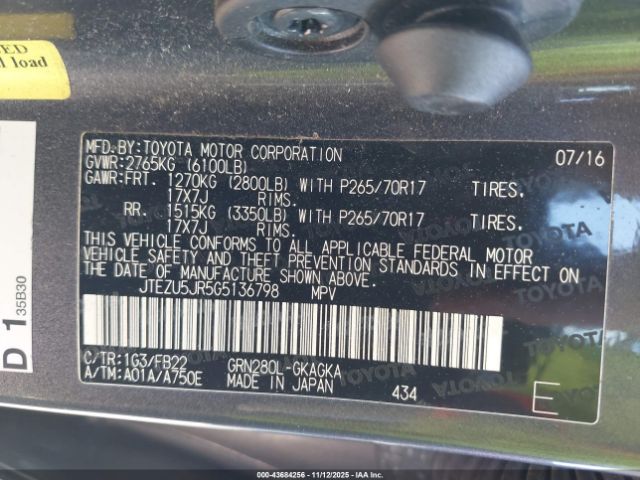 ED
l load
D 1 35B30
MFD.BY:TOYOTA MOTOR CORPORATION 07/16
GVWR:2765KG (6100LB)
GAWR:FRT. 1270KG (2800LB) WITH P265/70R17 TIRES.
17X7J RIMS.
RR. 1515KG (3350LB) WITH P265/70R17 TIRES.
17X7J RIMS.
THIS VEHICLE CONFORMS TO ALL APPLICABLE FEDERAL MOTOR
VEHICLE SAFETY AND THEFT PREVENTION STANDARDS IN EFFECT ON
THE DATE OF MANUFACTURE SHOWN ABOVE.
JTEZU5JR5G5136798 MPV
C/TR:1G3/FB22 GRN280L-GKAGKA
A/TM:A01A/A750E MADE IN JAPAN 434 E
TOYOTA
#000-43684256 - 11/12/2025 - IAAI.CA